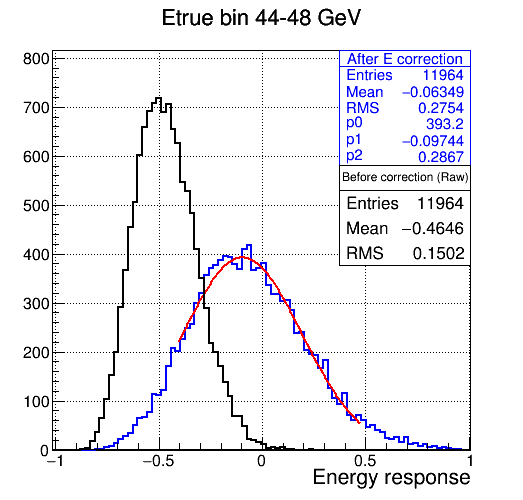 Etrue bin 44-48 GeV
After E correction
Entries 11964
Mean −0.06349
RMS 0.2754
p0 393.2
p1 −0.09744
p2 0.2867
Before correction (Raw)
Entries 11964
Mean −0.4646
RMS 0.1502
800
700
600
500
400
300
200
100
0
−1 −0.5 0 0.5 1
Energy response